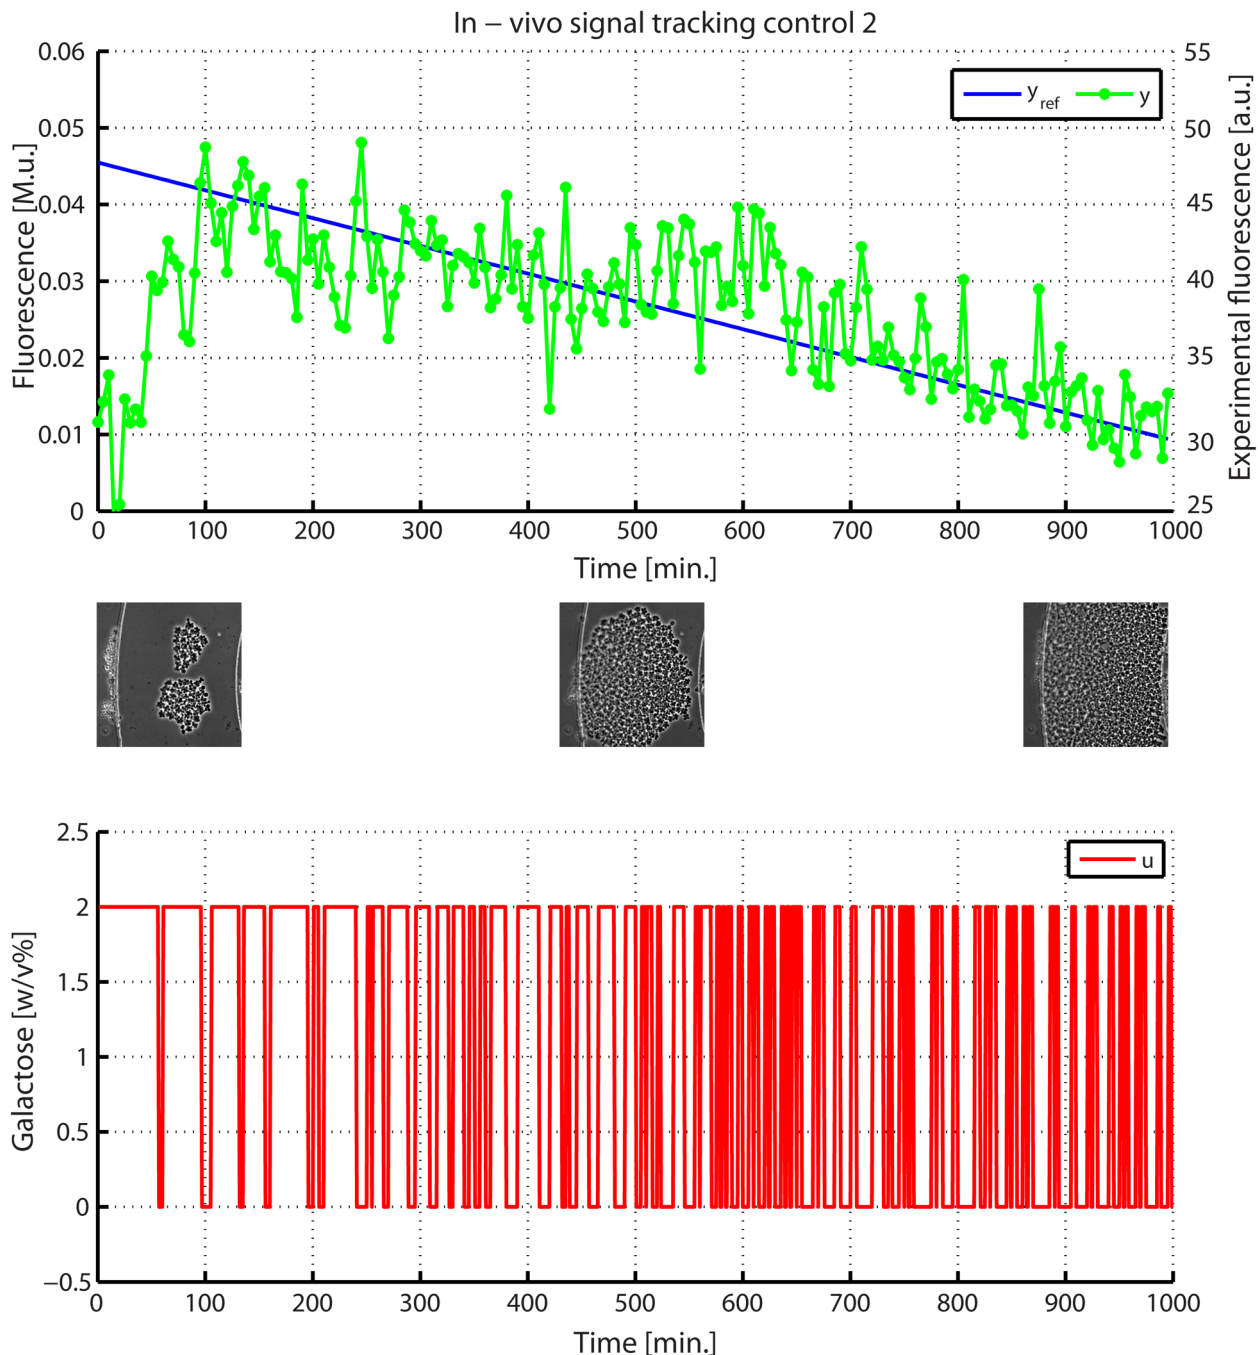 In – vivo signal tracking control 2
Fluorescence [M.u.]
0.06
0.05
0.04
0.03
0.02
0.01
0
y ref
y
55
50
45
40
35
30
25
Experimental fluorescence [a.u.]
0 100 200 300 400 500 600 700 800 900 1000
Time [min.]
Galactose [w/v%]
2.5
2
1.5
1
0.5
0
−0.5
u
0 100 200 300 400 500 600 700 800 900 1000
Time [min.]